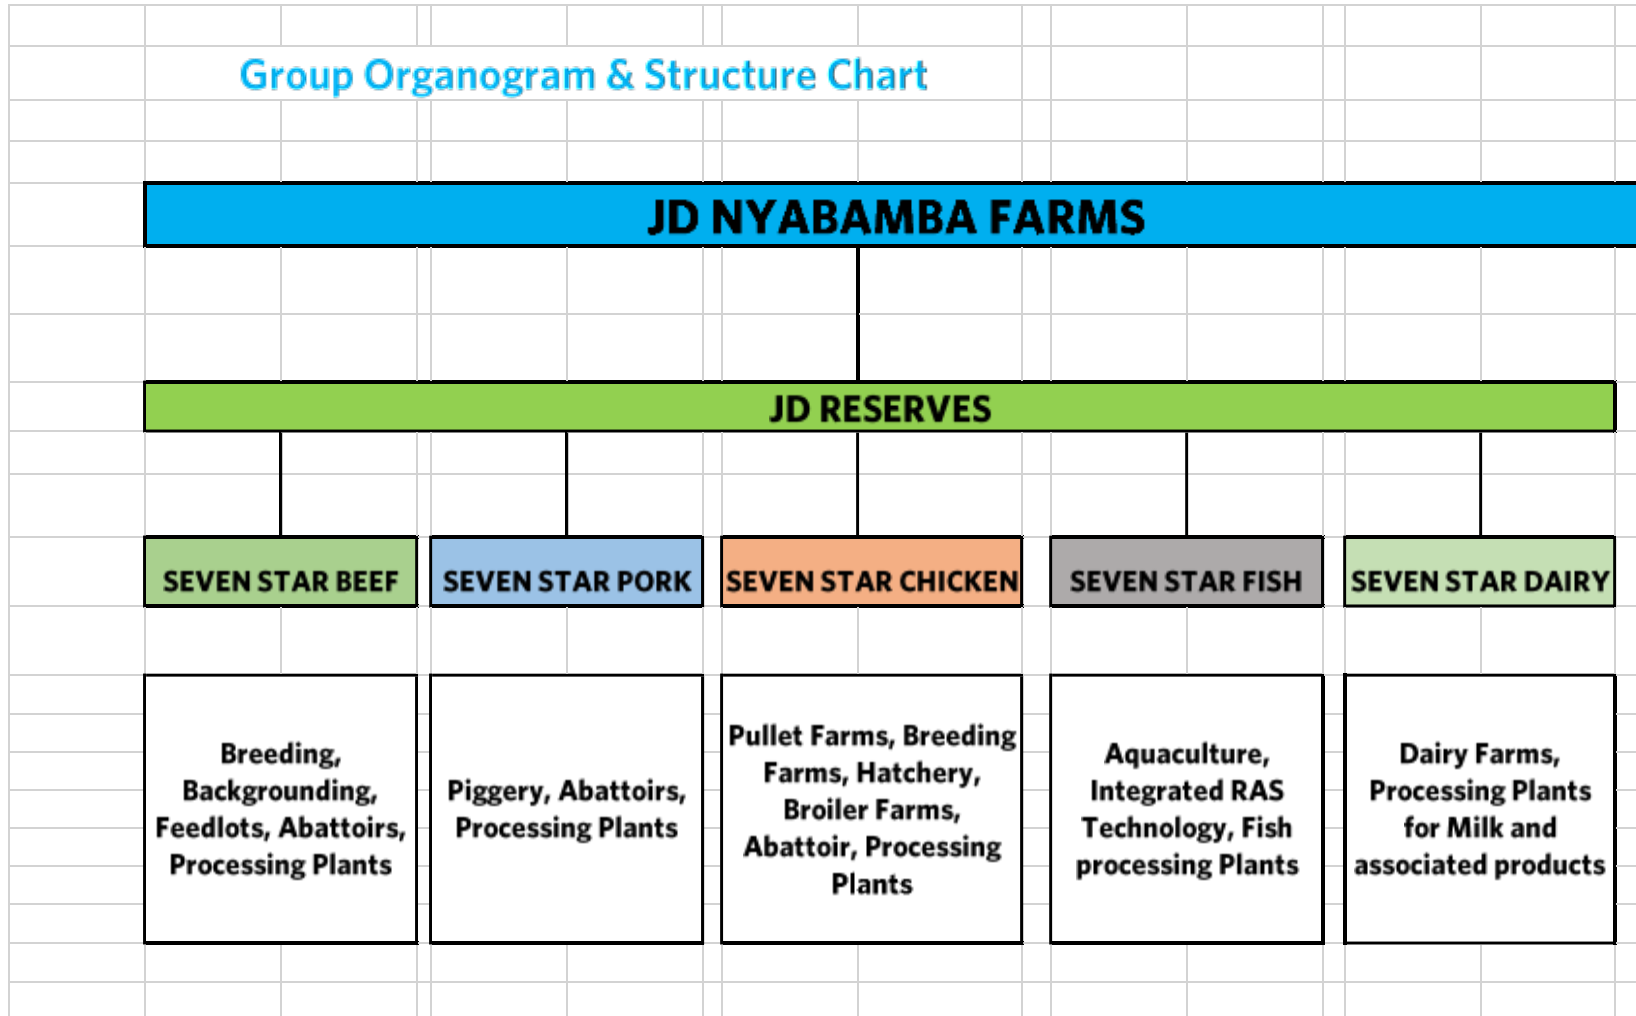 Group Organogram & Structure Chart
JD NYABAMBA FARMS
JD RESERVES
SEVEN STAR BEEF
SEVEN STAR PORK
SEVEN STAR CHICKEN
SEVEN STAR FISH
SEVEN STAR DAIRY
Breeding,
Backgrounding,
Feedlots, Abattoirs,
Processing Plants
Piggery, Abattoirs,
Processing Plants
Pullet Farms, Breeding
Farms, Hatchery,
Broiler Farms,
Abattoir, Processing
Plants
Aquaculture,
Integrated RAS
Technology, Fish
processing Plants
Dairy Farms,
Processing Plants
for Milk and
associated products